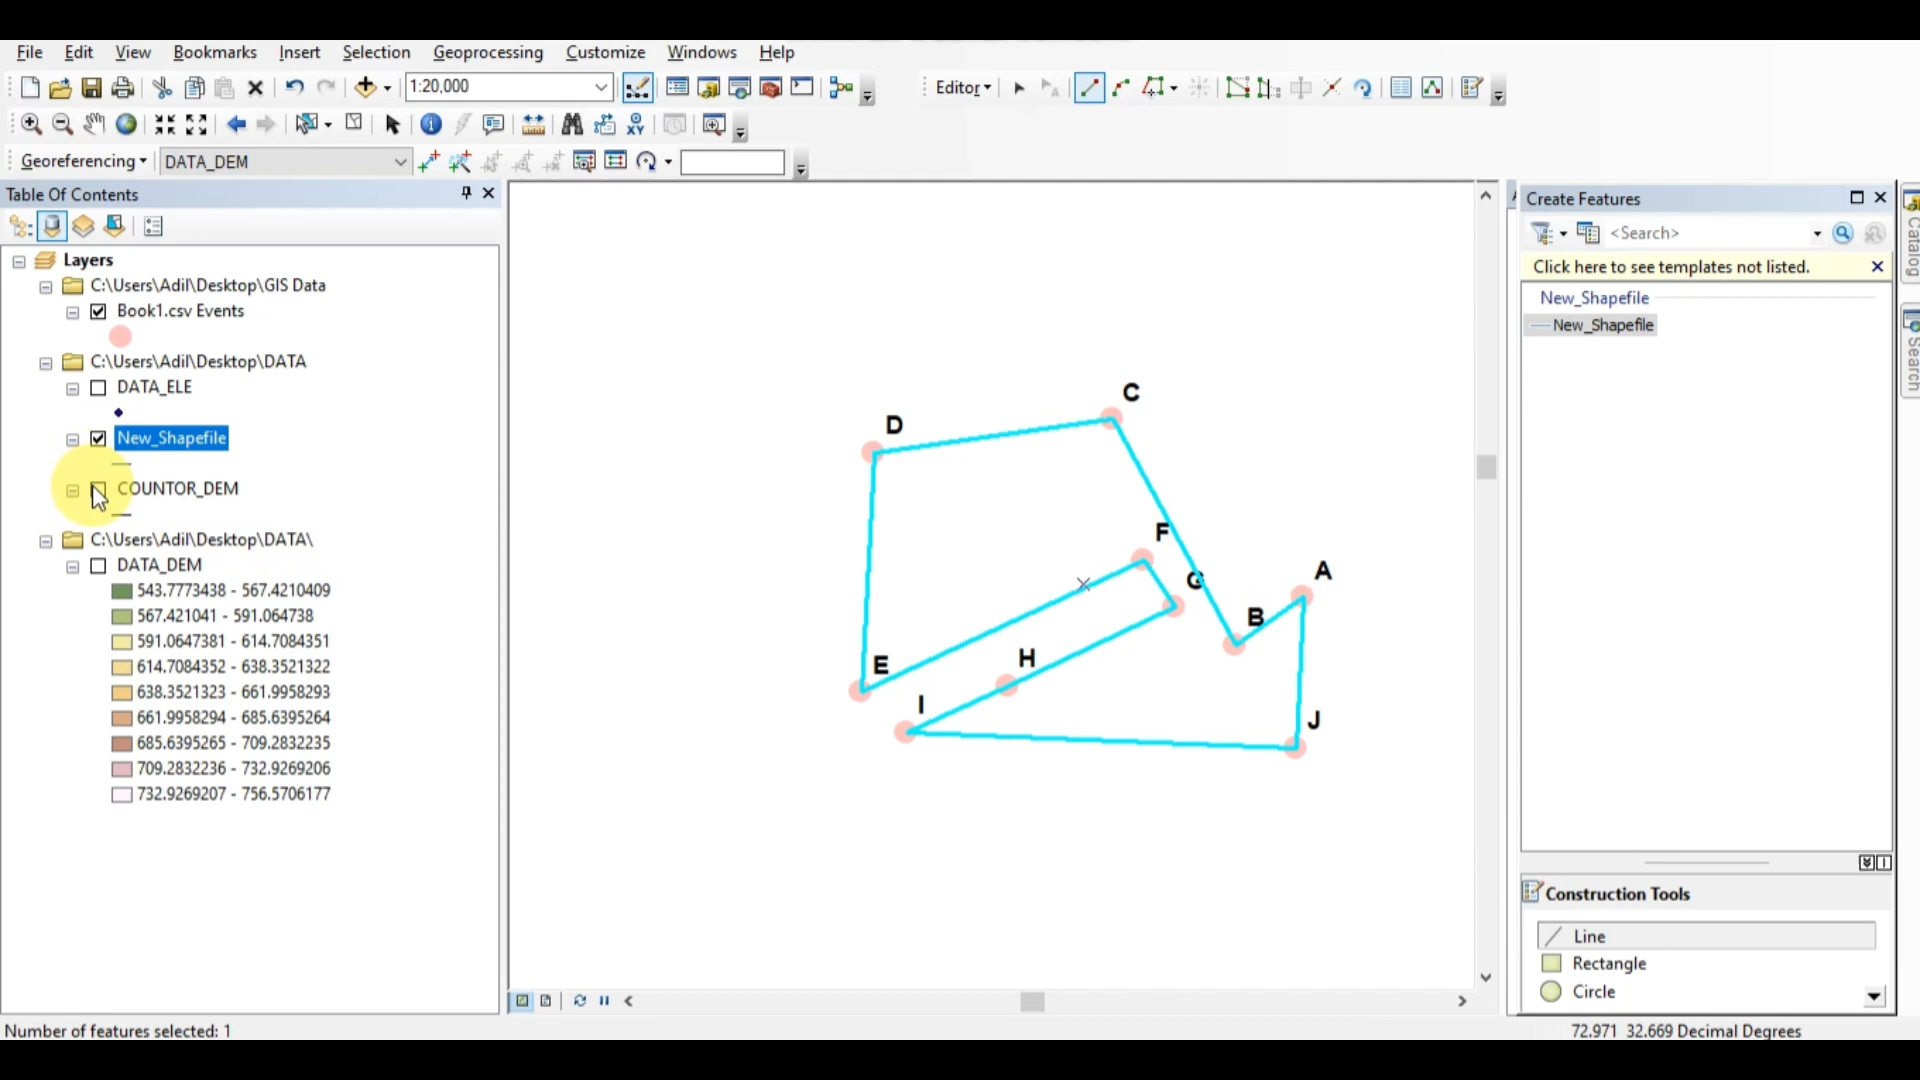 File Edit View Bookmarks Insert Selection Geoprocessing Customize Windows Help
1:20,000
Editor
Georeferencing DATA_DEM
Table Of Contents
Layers
C:\Users\Adil\Desktop\GIS Data
Book1.csv Events
C:\Users\Adil\Desktop\DATA
DATA_ELE
New_Shapefile
COUNTOR_DEM
C:\Users\Adil\Desktop\DATA\
DATA_DEM
543.7773438 - 567.4210409
567.421041 - 591.064738
591.0647381 - 614.7084351
614.7084352 - 638.3521322
638.3521323 - 661.9958293
661.9958294 - 685.6395264
685.6395265 - 709.2832235
709.2832236 - 732.9269206
732.9269207 - 756.5706177
C
D
F
A
G
B
H
E
I
J
Create Features
<Search>
Click here to see templates not listed.
New_Shapefile
New_Shapefile
Construction Tools
Line
Rectangle
Circle
Catalog
Search
Number of features selected: 1
72.971 32.669 Decimal Degrees